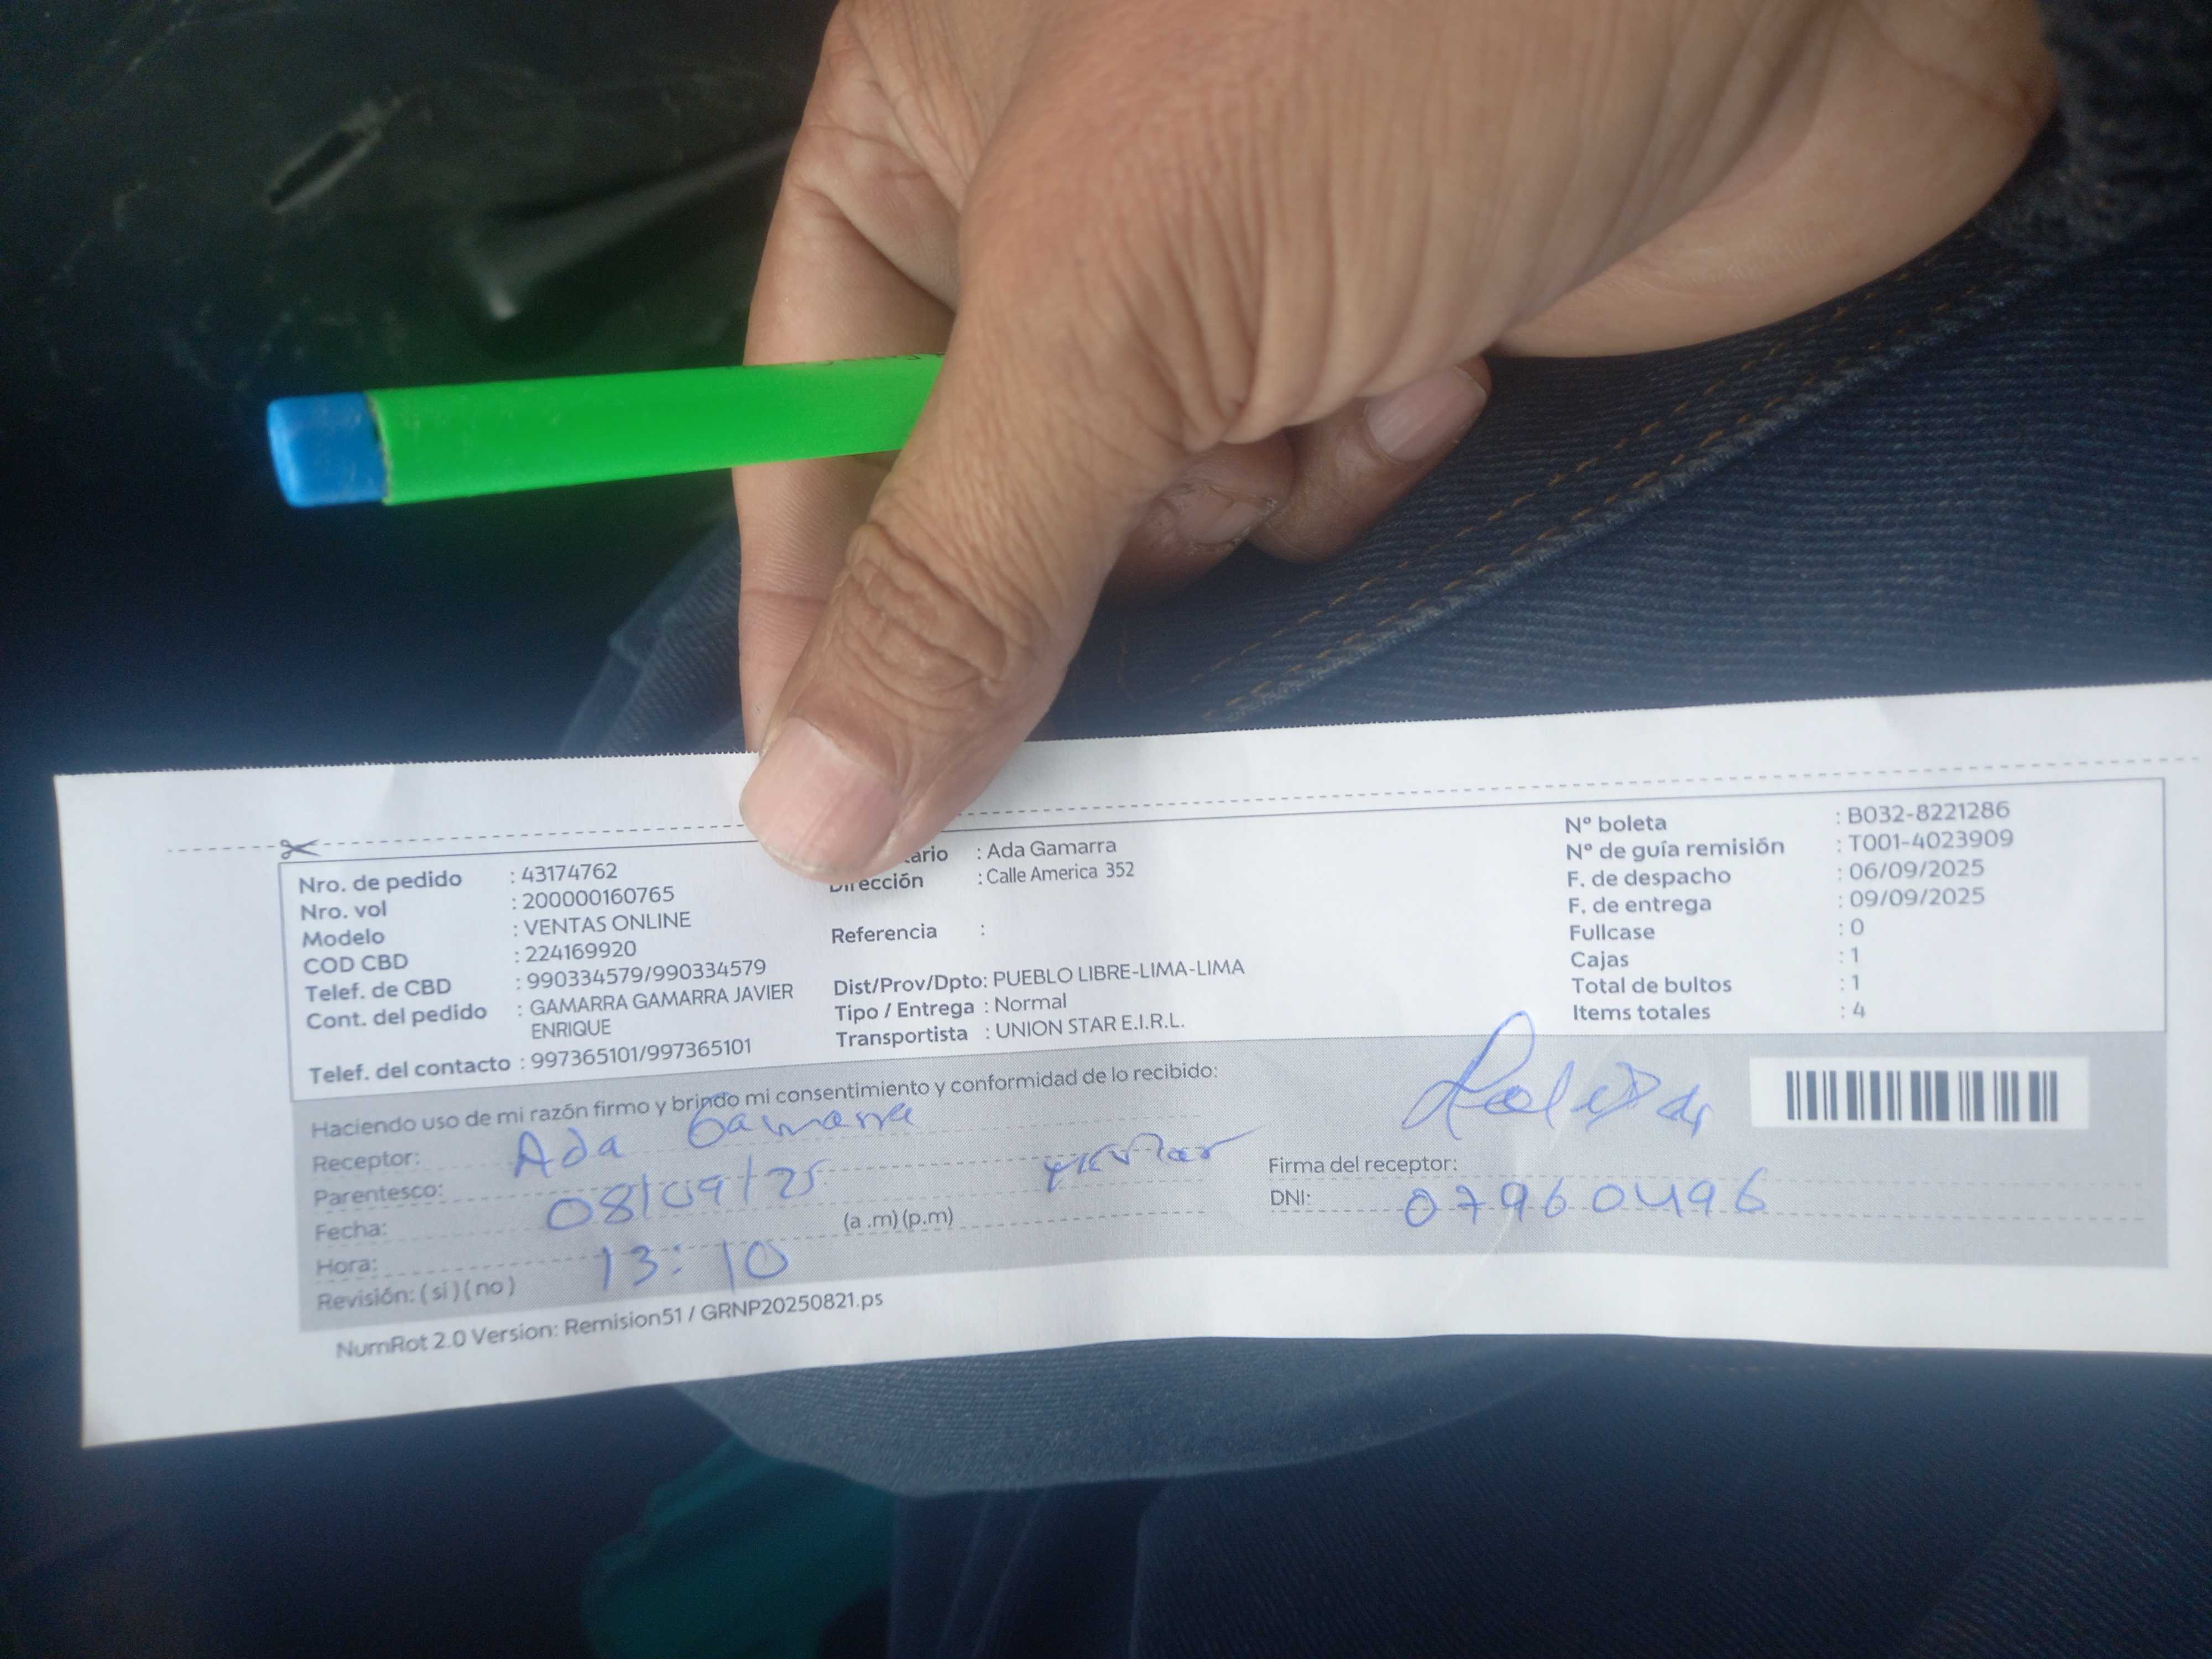 Nro. de pedido : 43174762
Nro. vol : 200000160765
Modelo : VENTAS ONLINE
COD CBD : 224169920
Telef. de CBD : 990334579/990334579
Cont. del pedido : GAMARRA GAMARRA JAVIER
ENRIQUE
Telef. del contacto : 997365101/997365101
: Ada Gamarra
Dirección : Calle America 352
Referencia :
Dist/Prov/Dpto: PUEBLO LIBRE-LIMA-LIMA
Tipo / Entrega : Normal
Transportista : UNION STAR E.I.R.L.
Nº boleta : B032-8221286
Nº de guía remisión : T001-4023909
F. de despacho : 06/09/2025
F. de entrega : 09/09/2025
Fullcase : 0
Cajas : 1
Total de bultos : 1
Items totales : 4
Haciendo uso de mi razón firmo y brindo mi consentimiento y conformidad de lo recibido:
Receptor: Ada Gamarra
Parentesco:
Fecha: 08/09/25
Hora: 13:10 (a .m) (p.m)
Revisión: ( si ) ( no )
Firma del receptor:
DNI: 07960496
NumRot 2.0 Version: Remision51 / GRNP20250821.ps